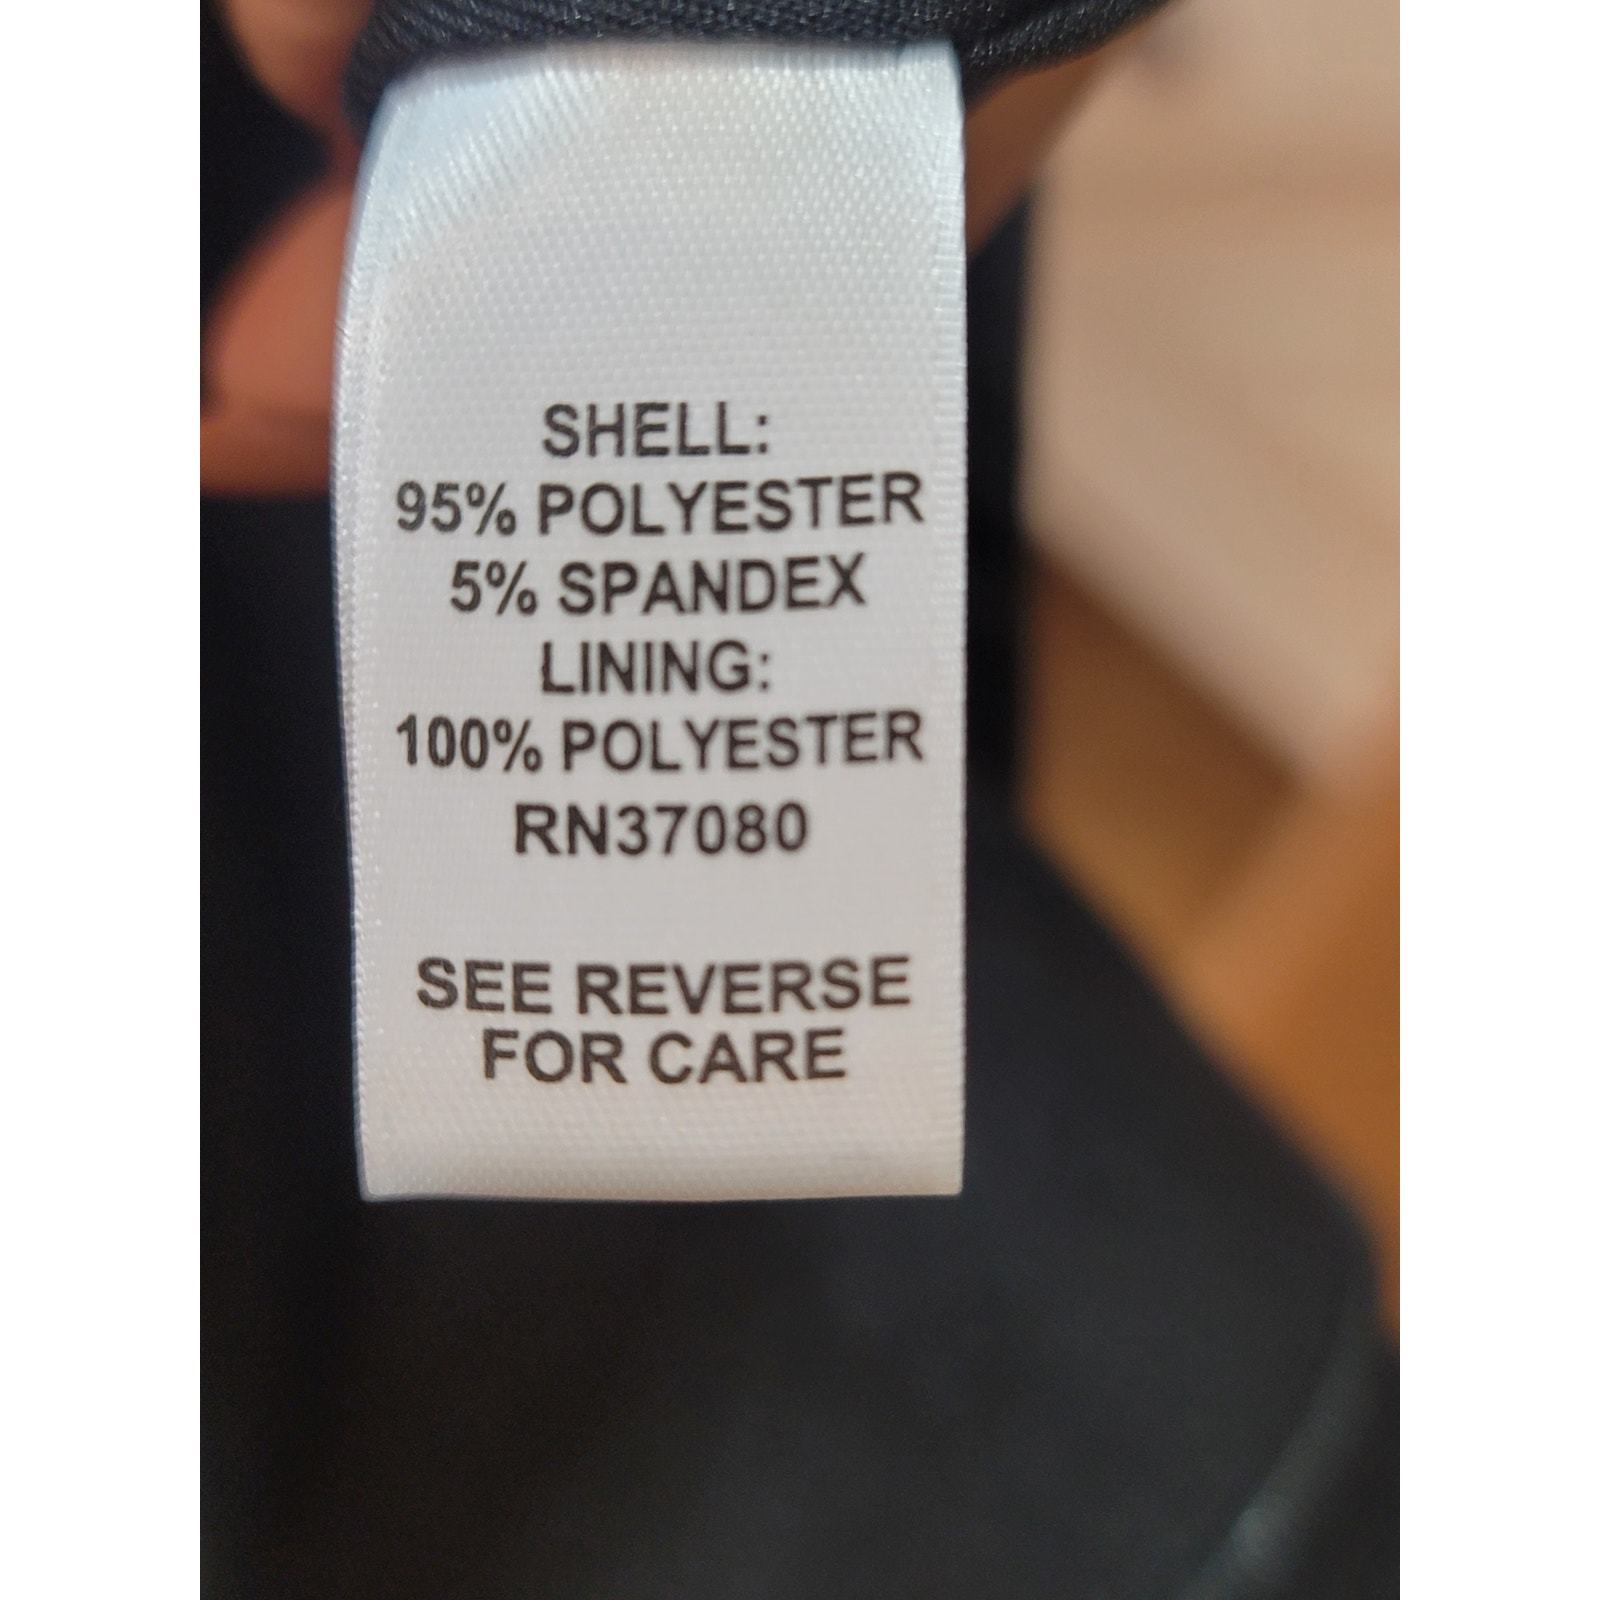 SHELL:
95% POLYESTER
5% SPANDEX
LINING:
100% POLYESTER
RN37080
SEE REVERSE
FOR CARE